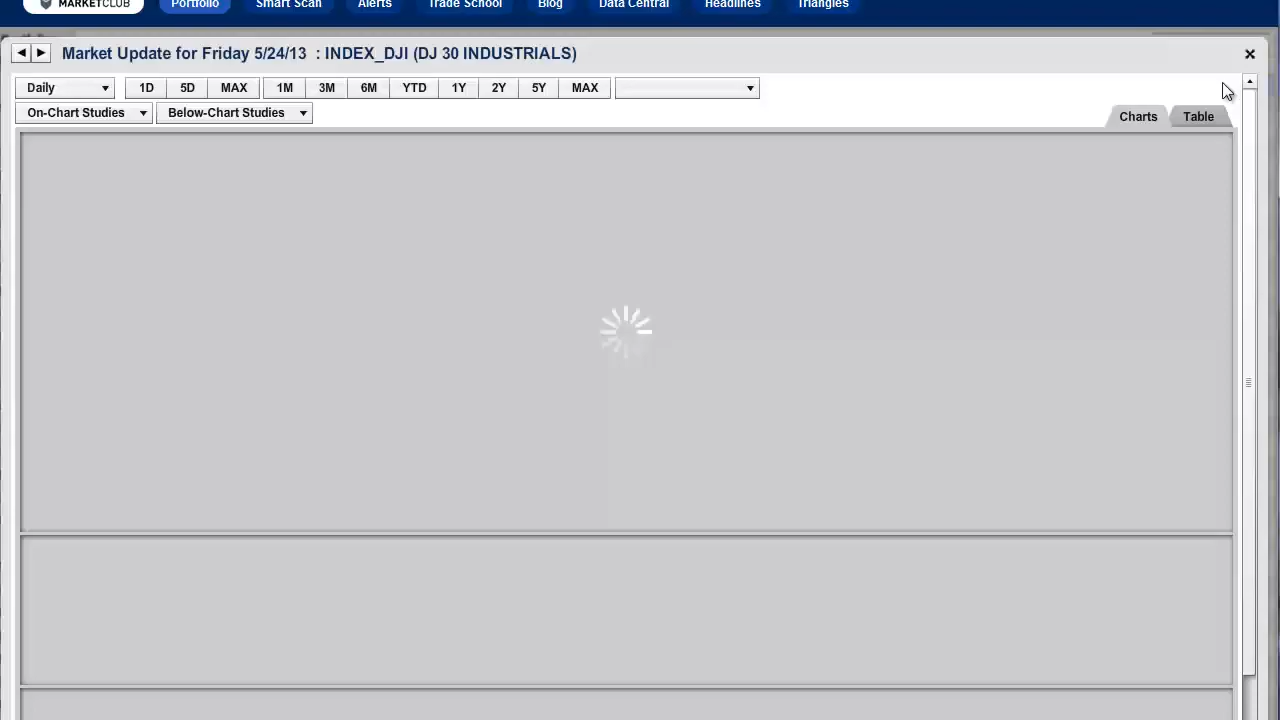 MARKETCLUB Portfolio Smart Scan Alerts Trade School Blog Data Central Headlines Triangles
Market Update for Friday 5/24/13 : INDEX_DJI (DJ 30 INDUSTRIALS)
Daily 1D 5D MAX 1M 3M 6M YTD 1Y 2Y 5Y MAX
On-Chart Studies Below-Chart Studies Charts Table